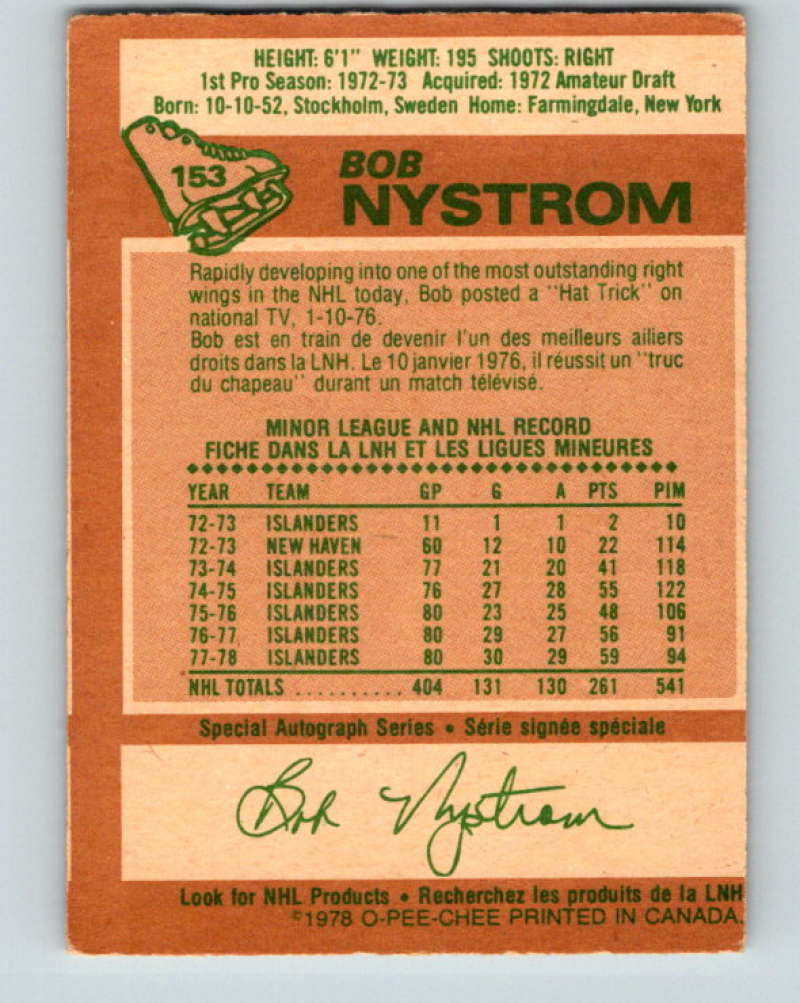 HEIGHT: 6'1" WEIGHT: 195 SHOOTS: RIGHT
1st Pro Season: 1972-73 Acquired: 1972 Amateur Draft
Born: 10-10-52, Stockholm, Sweden Home: Farmingdale, New York
153
BOB
NYSTROM
Rapidly developing into one of the most outstanding right
wings in the NHL today, Bob posted a "Hat Trick" on
national TV, 1-10-76.
Bob est en train de devenir l'un des meilleurs ailiers
droits dans la LNH. Le 10 janvier 1976, il réussit un "truc
du chapeau" durant un match télévisé.
MINOR LEAGUE AND NHL RECORD
FICHE DANS LA LNH ET LES LIGUES MINEURES
YEAR TEAM GP G A PTS PIM
72-73 ISLANDERS 11 1 1 2 10
72-73 NEW HAVEN 60 12 10 22 114
73-74 ISLANDERS 77 21 20 41 118
74-75 ISLANDERS 76 27 28 55 122
75-76 ISLANDERS 80 23 25 48 106
76-77 ISLANDERS 80 29 27 56 91
77-78 ISLANDERS 80 30 29 59 94
NHL TOTALS .......... 404 131 130 261 541
Special Autograph Series • Série signée spéciale
Bob Nystrom
Look for NHL Products • Recherchez les produits de la LNH
©1978 O-PEE-CHEE PRINTED IN CANADA.